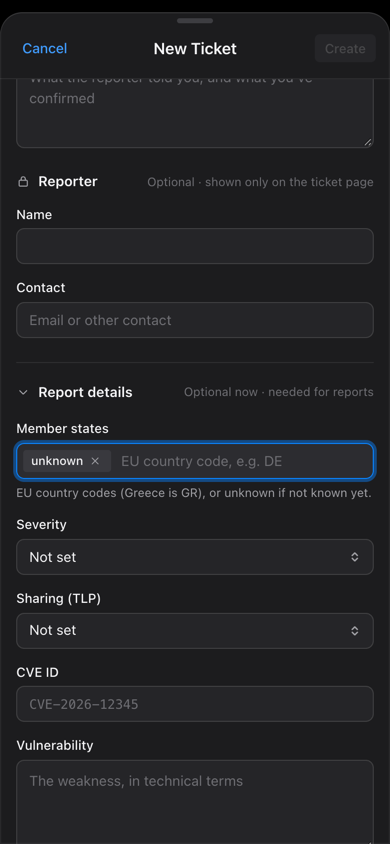 Cancel
New Ticket
Create
What the reporter told you, and what you've
confirmed
Reporter
Optional · shown only on the ticket page
Name
Contact
Email or other contact
Report details
Optional now · needed for reports
Member states
unknown ×
EU country code, e.g. DE
EU country codes (Greece is GR), or unknown if not known yet.
Severity
Not set
Sharing (TLP)
Not set
CVE ID
CVE-2026-12345
Vulnerability
The weakness, in technical terms